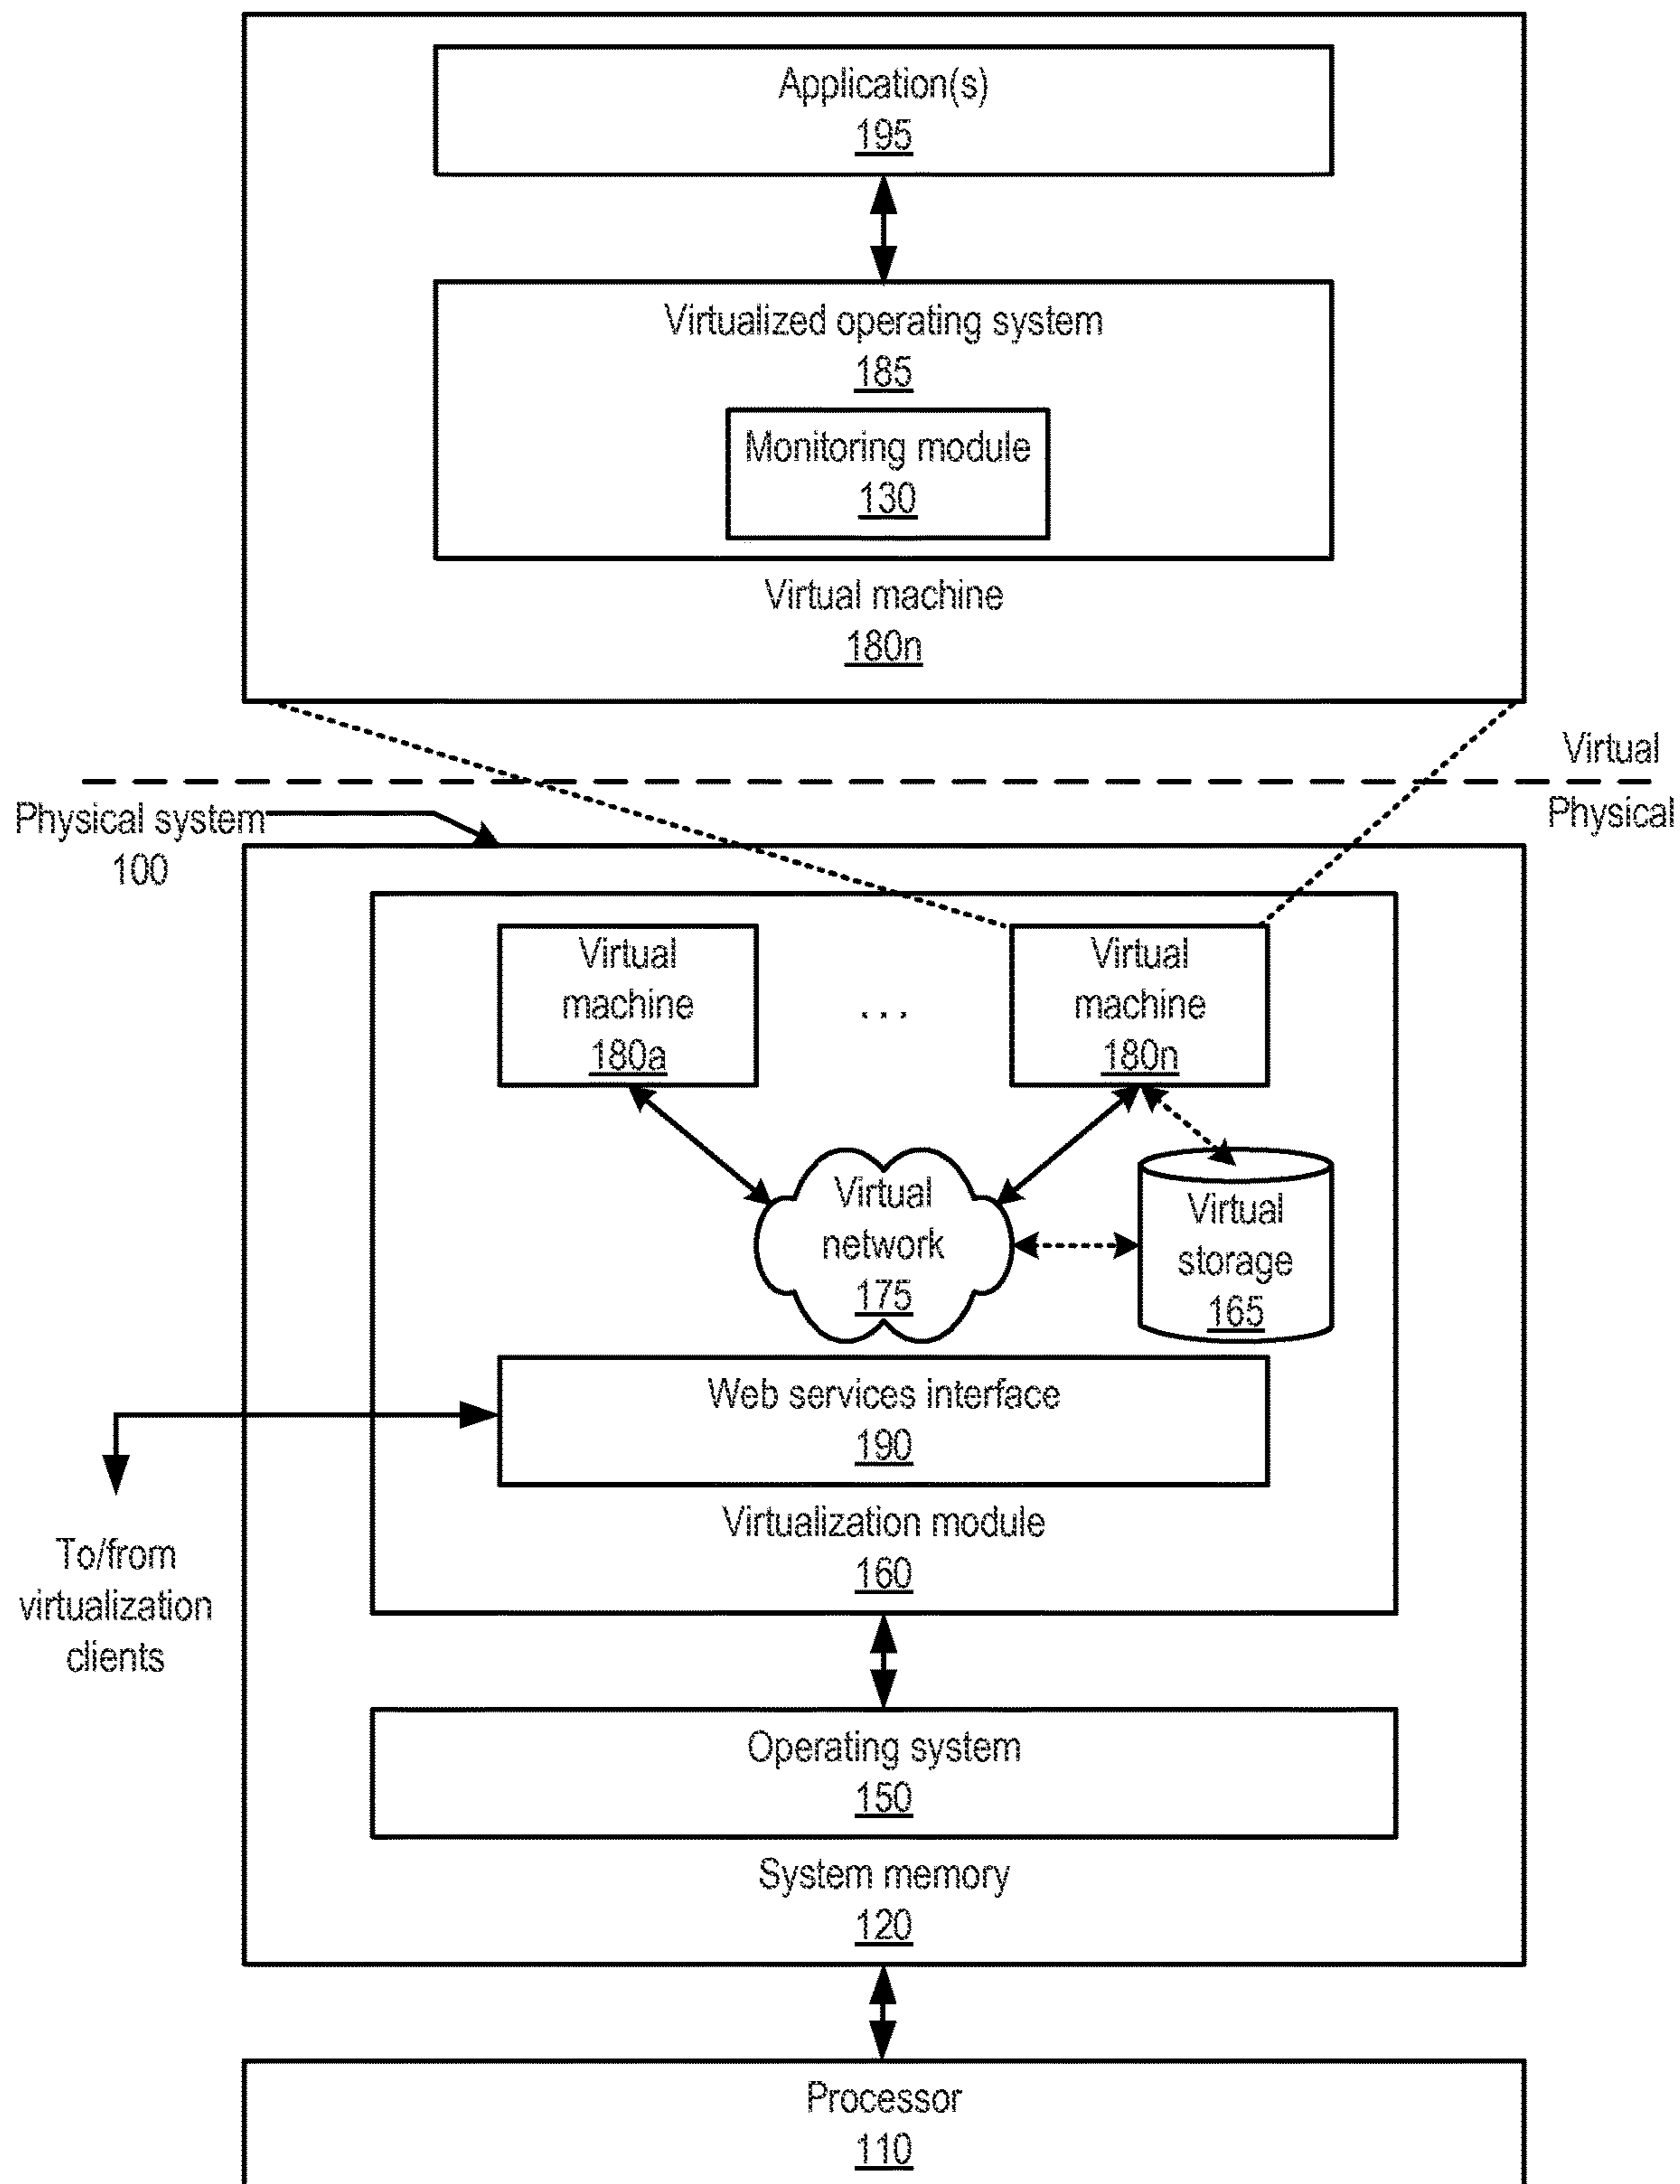 Application(s)
195
Virtualized operating system
185
Monitoring module
130
Virtual machine
180n
Virtual
Physical
Physical system
100
Virtual
machine
180a
...
Virtual
machine
180n
Virtual
network
175
Virtual
storage
165
Web services interface
190
Virtualization module
160
To/from
virtualization
clients
Operating system
150
System memory
120
Processor
110